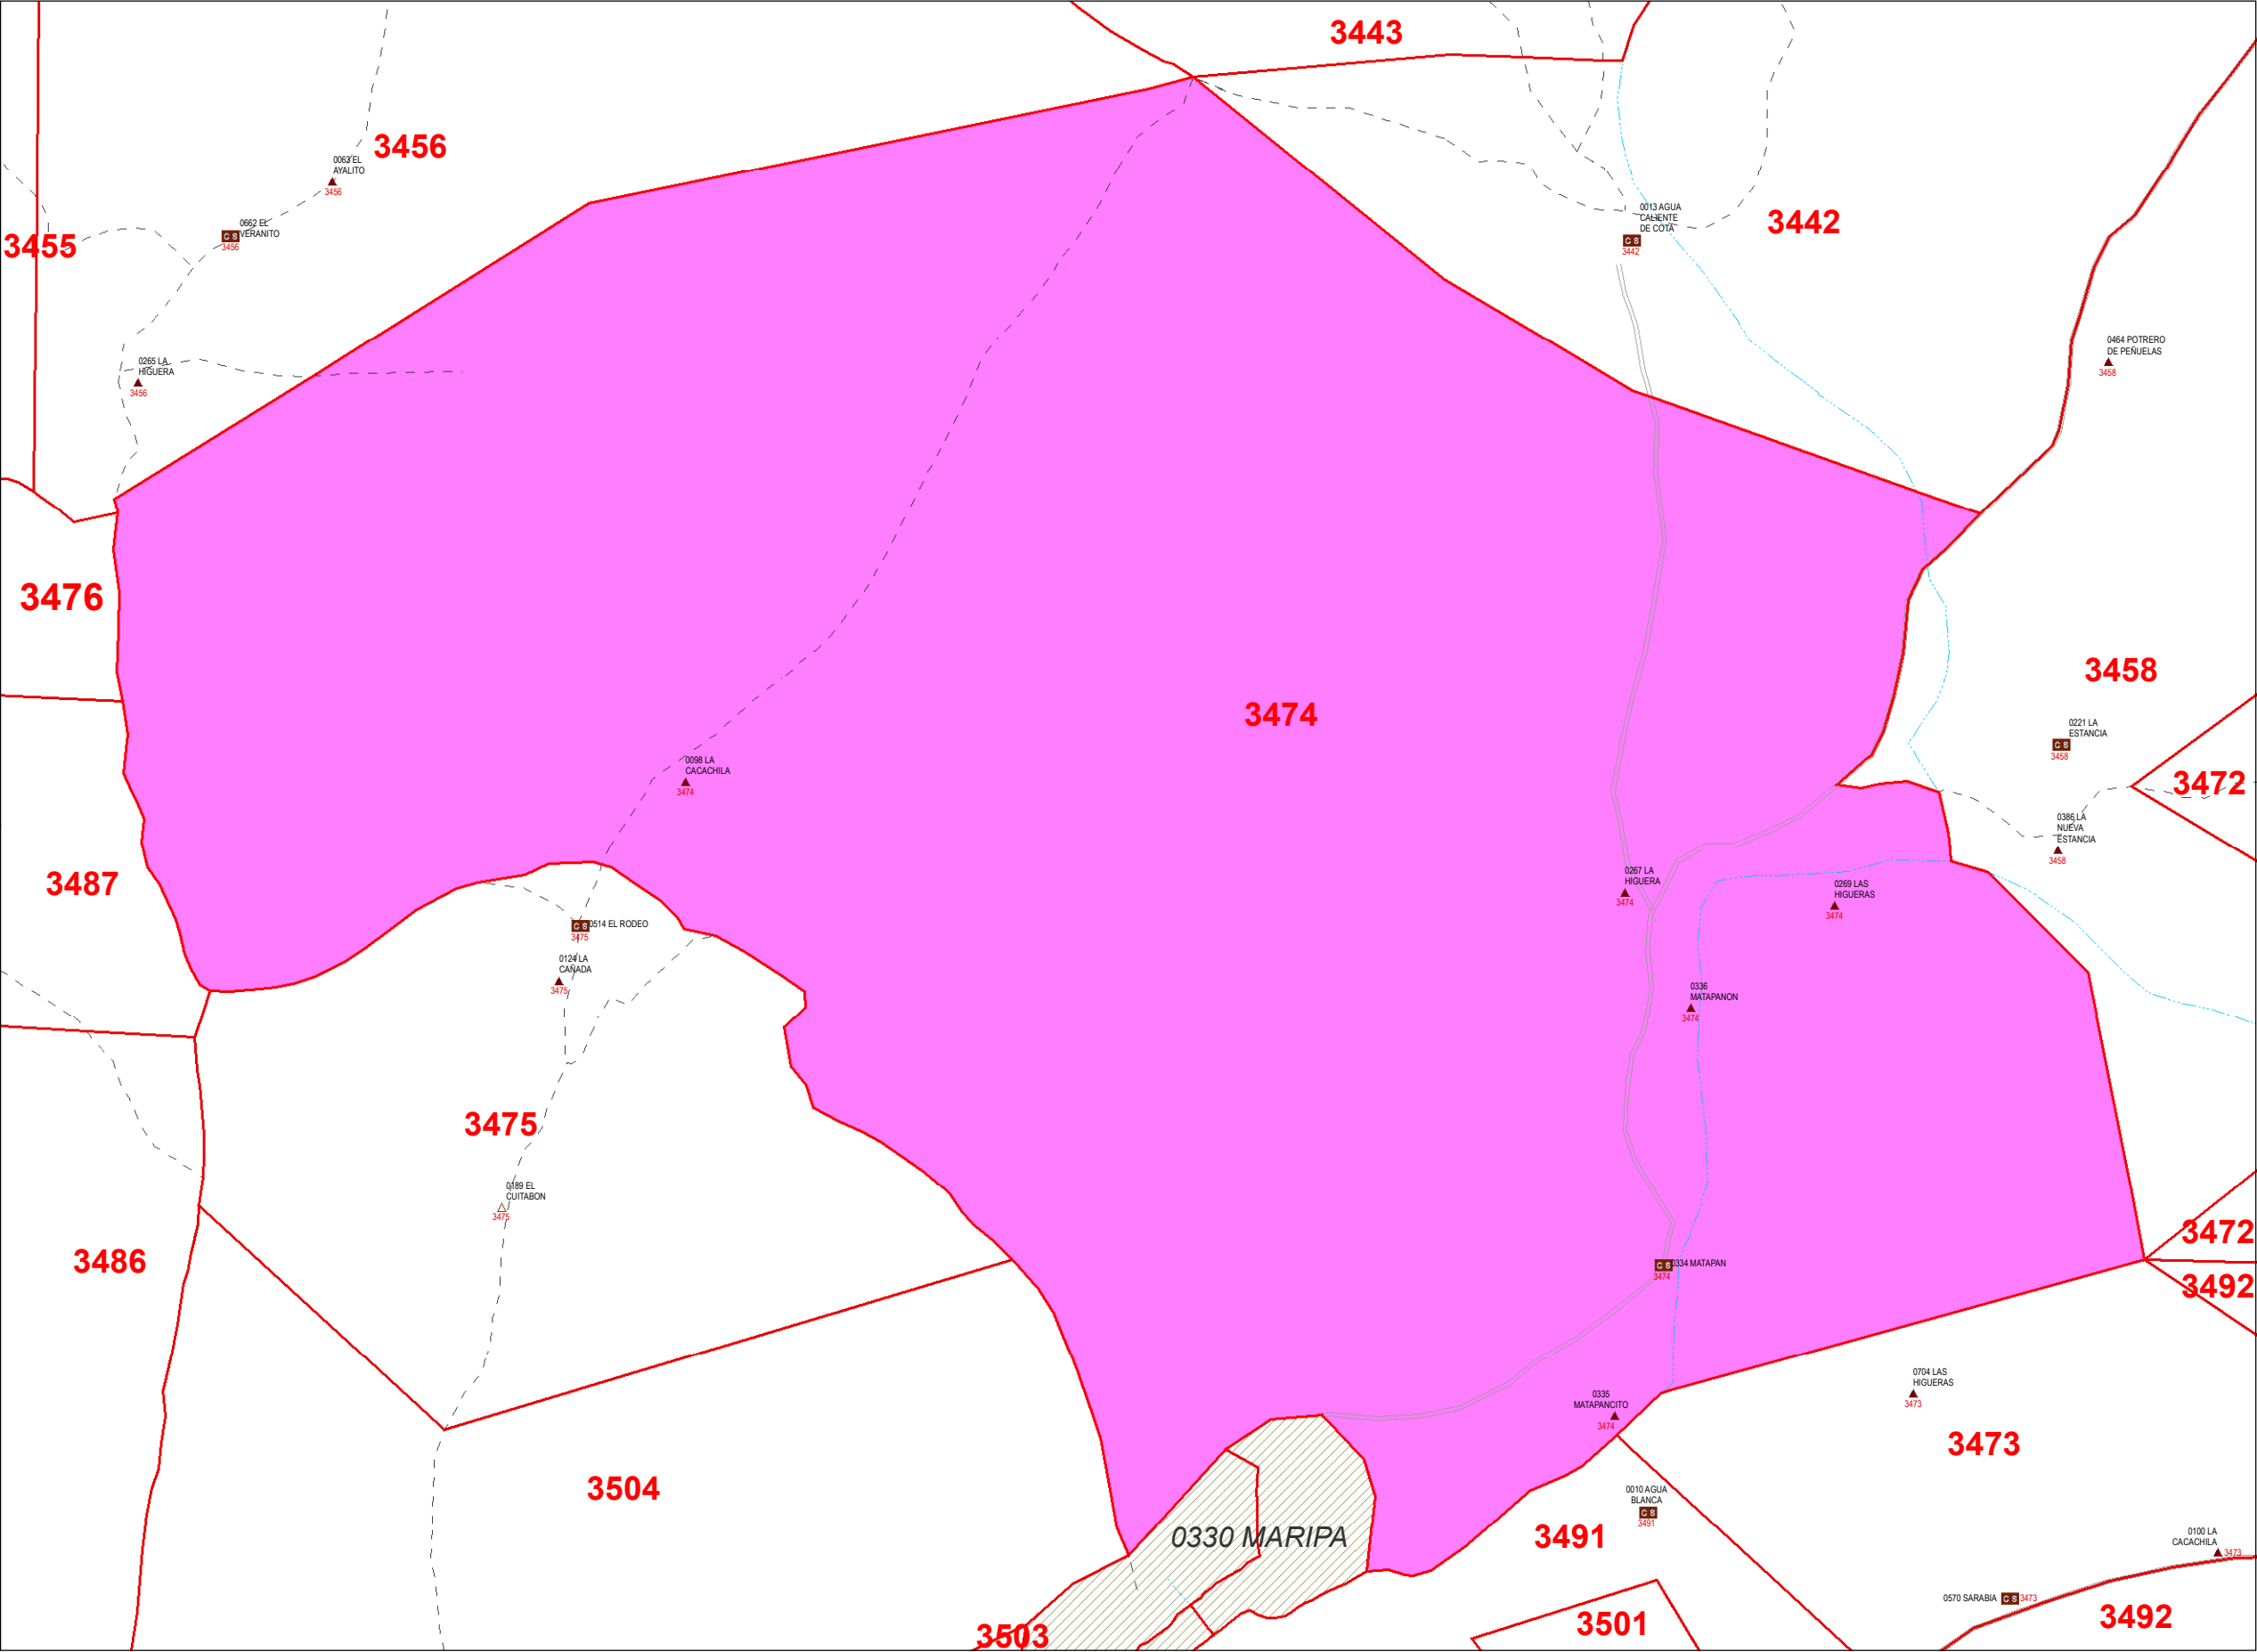 3443
3456
0063 EL
AYALITO
3456
0662 EL
VERANITO
C S
3456
3455
0013 AGUA
CALIENTE
DE COTA
C S
3442
3442
0265 LA
HIGUERA
3456
0464 POTRERO
DE PEÑUELAS
3458
3476
3458
3474
0221 LA
ESTANCIA
C S
3458
0098 LA
CACACHILA
3474
3472
0386 LA
NUEVA
ESTANCIA
3458
3487
0267 LA
HIGUERA
3474
0269 LAS
HIGUERAS
3474
C S
0514 EL RODEO
3475
0124 LA
CAÑADA
3475
0336
MATAPANON
3474
3475
0189 EL
CUITABON
3475
3486
3472
C S
0334 MATAPAN
3474
3492
0704 LAS
HIGUERAS
3473
0335
MATAPANCITO
3474
3473
3504
0010 AGUA
BLANCA
C S
3491
3491
0330 MARIPA
0100 LA
CACACHILA
3473
0570 SARABIA
C S
3473
3503
3501
3492